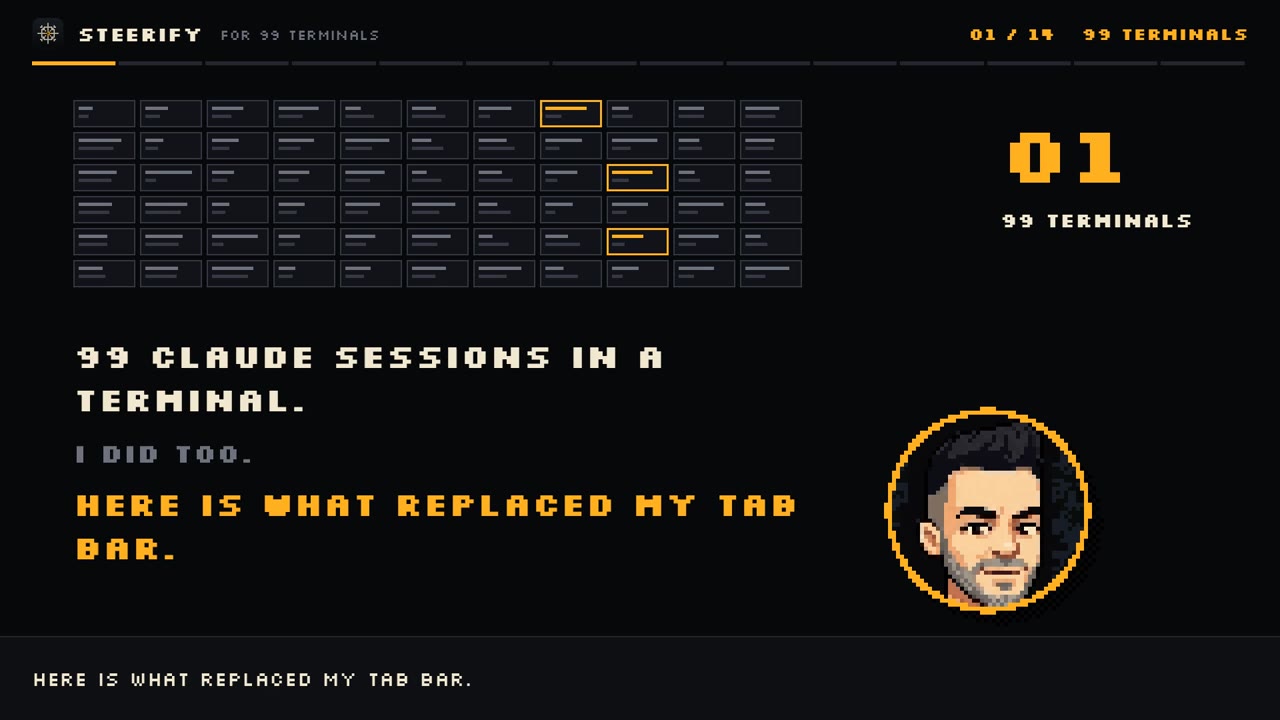 STEERIFY FOR 99 TERMINALS
01 / 14 99 TERMINALS
01
99 TERMINALS
99 CLAUDE SESSIONS IN A
TERMINAL.
I DID TOO.
HERE IS WHAT REPLACED MY TAB
BAR.
HERE IS WHAT REPLACED MY TAB BAR.